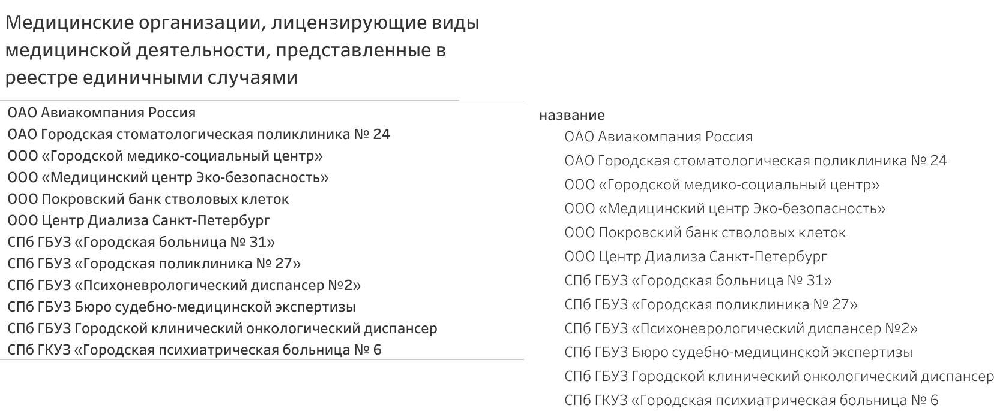 Медицинские организации, лицензирующие виды
медицинской деятельности, представленные в
реестре единичными случаями
ОАО Авиакомпания Россия
ОАО Городская стоматологическая поликлиника № 24
ООО «Городской медико-социальный центр»
ООО «Медицинский центр Эко-безопасность»
ООО Покровский банк стволовых клеток
ООО Центр Диализа Санкт-Петербург
СПб ГБУЗ «Городская больница № 31»
СПб ГБУЗ «Городская поликлиника № 27»
СПб ГБУЗ «Психоневрологический диспансер №2»
СПб ГБУЗ Бюро судебно-медицинской экспертизы
СПб ГБУЗ Городской клинический онкологический диспансер
СПб ГКУЗ «Городская психиатрическая больница № 6
название
ОАО Авиакомпания Россия
ОАО Городская стоматологическая поликлиника № 24
ООО «Городской медико-социальный центр»
ООО «Медицинский центр Эко-безопасность»
ООО Покровский банк стволовых клеток
ООО Центр Диализа Санкт-Петербург
СПб ГБУЗ «Городская больница № 31»
СПб ГБУЗ «Городская поликлиника № 27»
СПб ГБУЗ «Психоневрологический диспансер №2»
СПб ГБУЗ Бюро судебно-медицинской экспертизы
СПб ГБУЗ Городской клинический онкологический диспансер
СПб ГКУЗ «Городская психиатрическая больница № 6